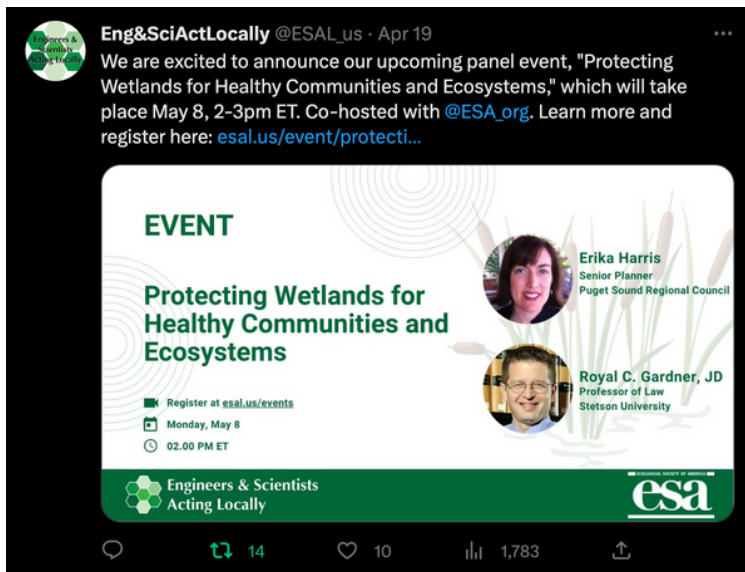 Engineers &
Scientists
Acting Locally
Eng&SciActLocally @ESAL_us · Apr 19
We are excited to announce our upcoming panel event, "Protecting
Wetlands for Healthy Communities and Ecosystems," which will take
place May 8, 2-3pm ET. Co-hosted with @ESA_org. Learn more and
register here: esal.us/event/protecti...
EVENT
Protecting Wetlands for
Healthy Communities and
Ecosystems
Register at esal.us/events
Monday, May 8
02.00 PM ET
Erika Harris
Senior Planner
Puget Sound Regional Council
Royal C. Gardner, JD
Professor of Law
Stetson University
Engineers & Scientists
Acting Locally
ECOLOGICAL SOCIETY OF AMERICA
esa
14
10
1,783